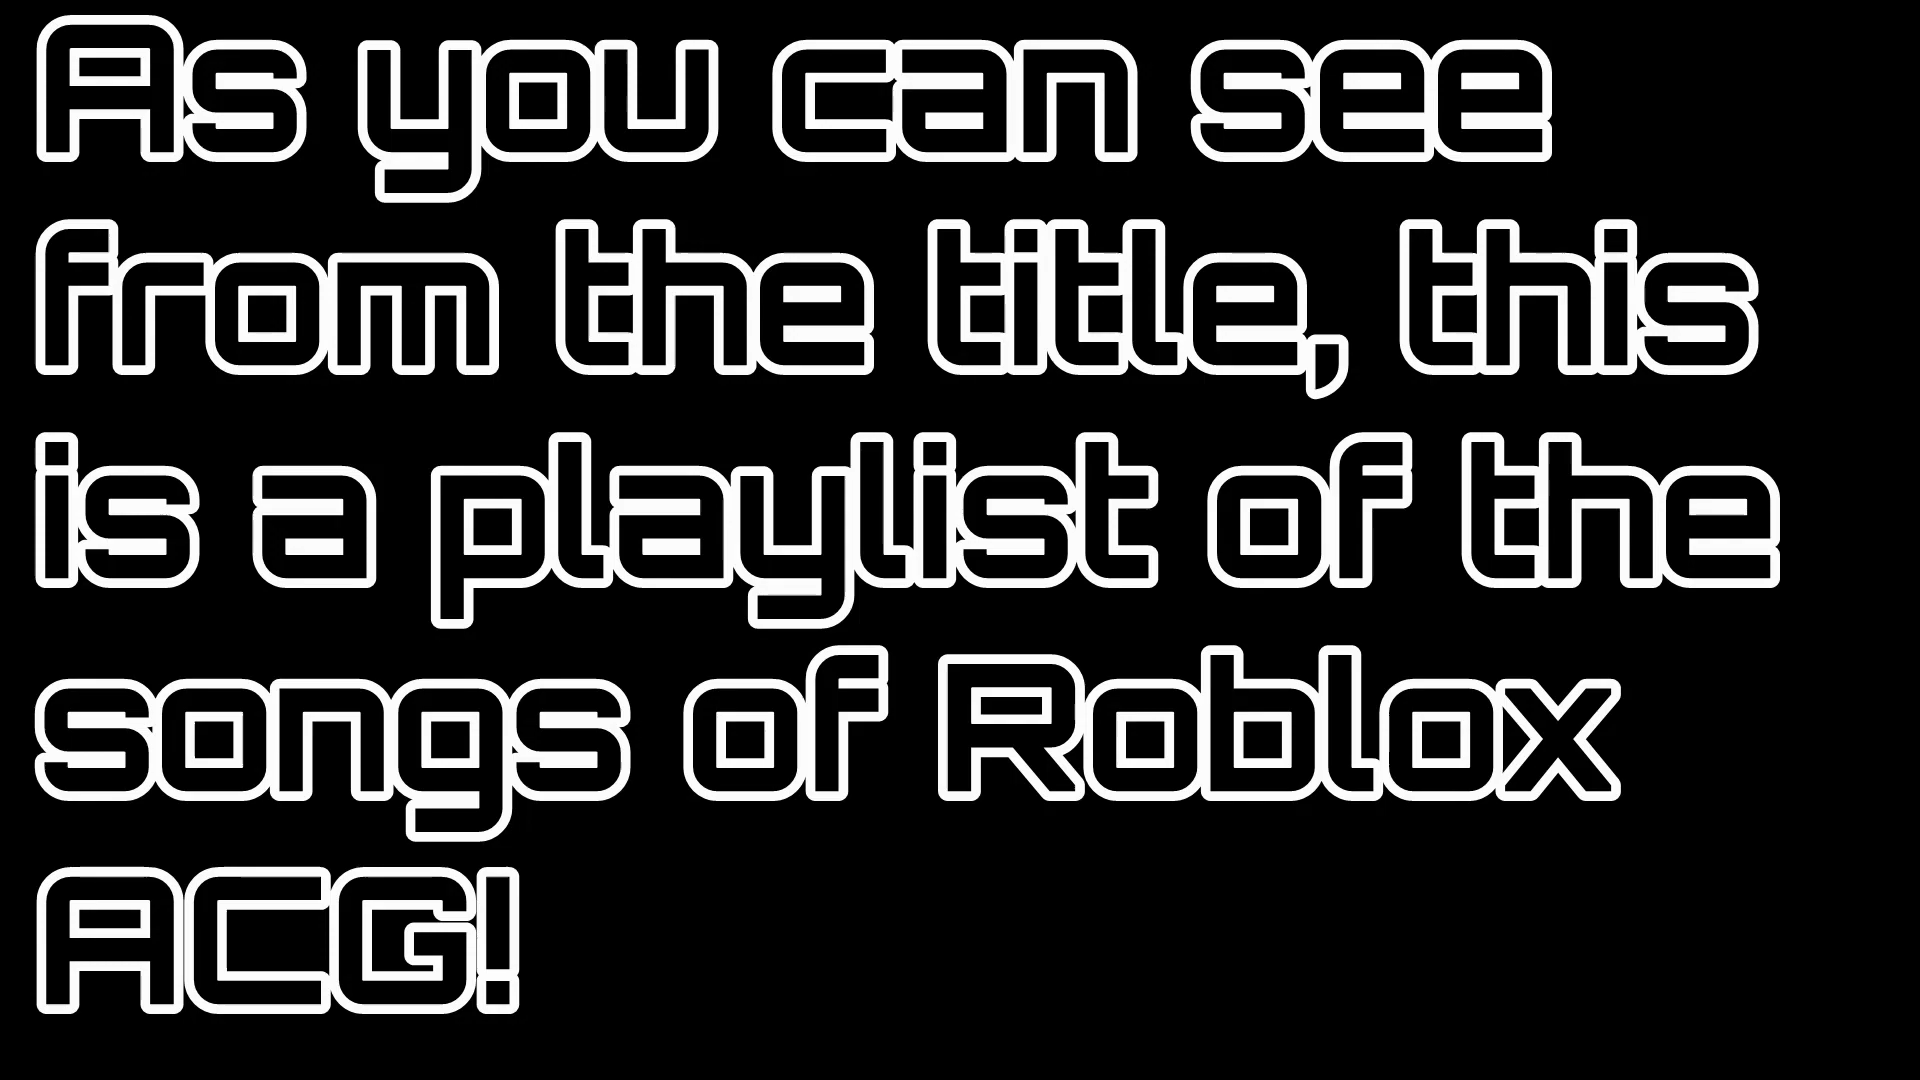 As you can see
from the title, this
is a playlist of the
songs of Roblox
ACG!